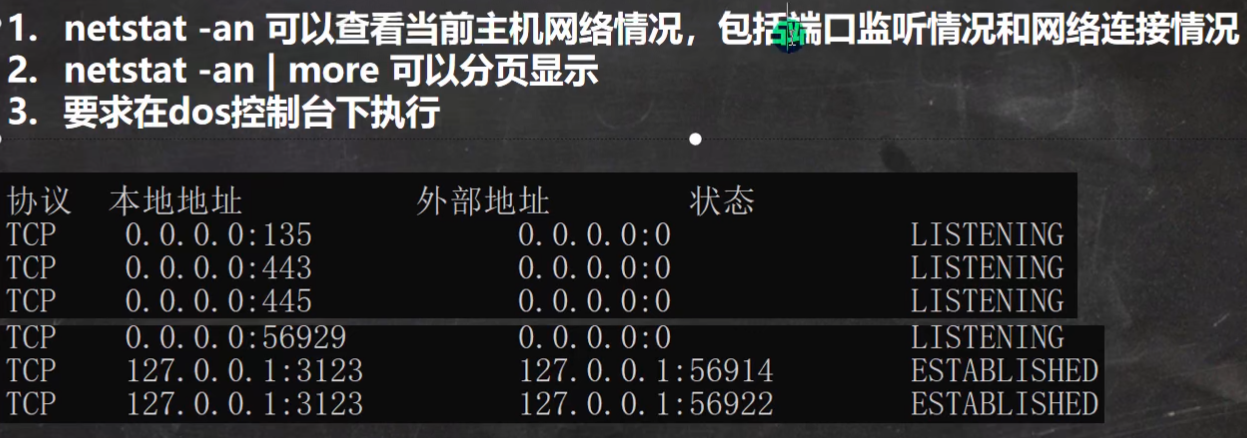 1. netstat -an 可以查看当前主机网络情况，包括端口监听情况和网络连接情况
2. netstat -an | more 可以分页显示
3. 要求在dos控制台下执行
协议 本地地址 外部地址 状态
TCP 0.0.0.0:135 0.0.0.0:0 LISTENING
TCP 0.0.0.0:443 0.0.0.0:0 LISTENING
TCP 0.0.0.0:445 0.0.0.0:0 LISTENING
TCP 0.0.0.0:56929 0.0.0.0:0 LISTENING
TCP 127.0.0.1:3123 127.0.0.1:56914 ESTABLISHED
TCP 127.0.0.1:3123 127.0.0.1:56922 ESTABLISHED